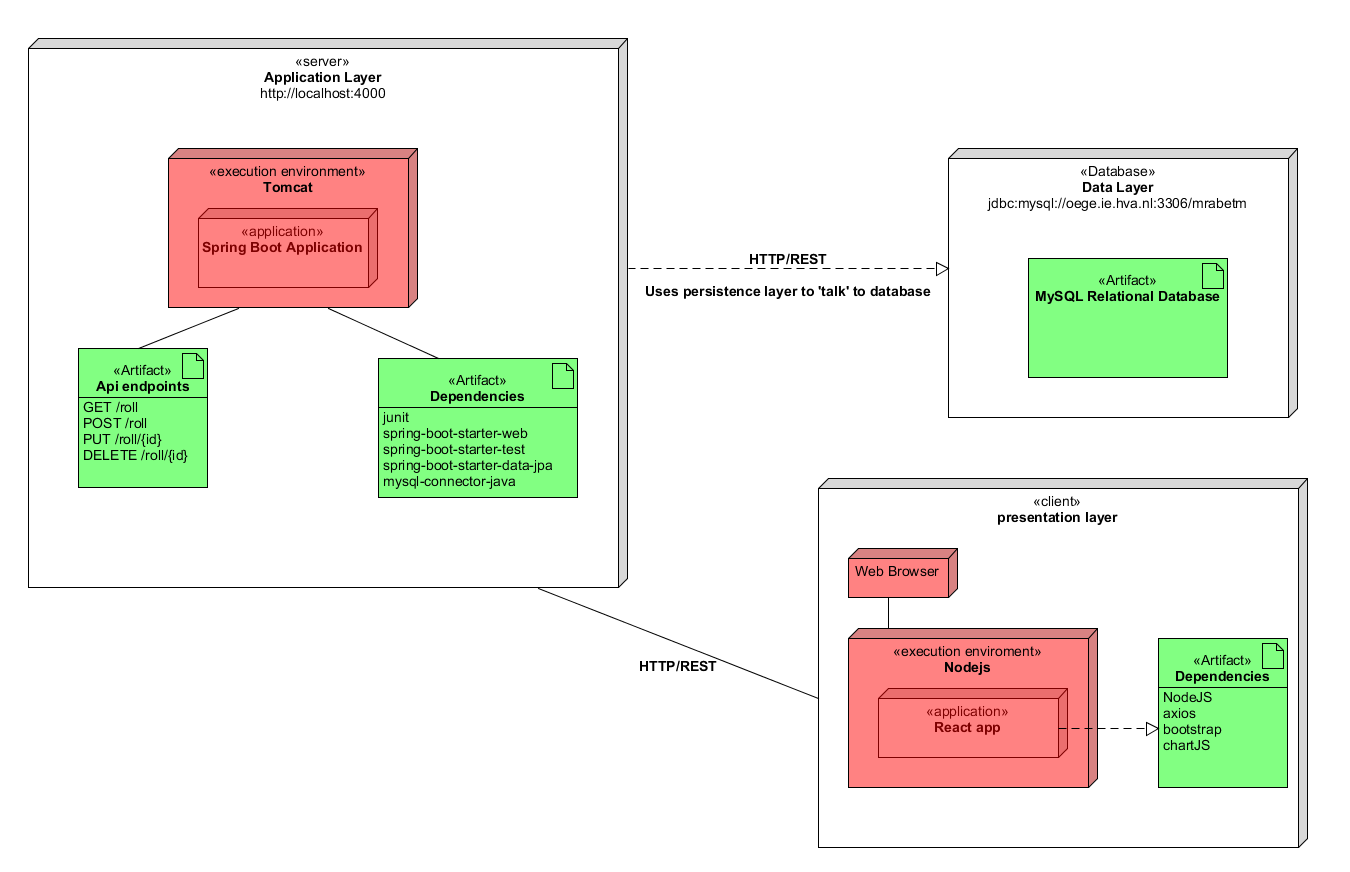 «server»
Application Layer
http://localhost:4000
«execution environment»
Tomcat
«application»
Spring Boot Application
«Artifact»
Api endpoints
GET /roll
POST /roll
PUT /roll/{id}
DELETE /roll/{id}
«Artifact»
Dependencies
junit
spring-boot-starter-web
spring-boot-starter-test
spring-boot-starter-data-jpa
mysql-connector-java
HTTP/REST
Uses persistence layer to 'talk' to database
«Database»
Data Layer
jdbc:mysql://oege.ie.hva.nl:3306/mrabetm
«Artifact»
MySQL Relational Database
HTTP/REST
«client»
presentation layer
Web Browser
«execution enviroment»
Nodejs
«application»
React app
«Artifact»
Dependencies
NodeJS
axios
bootstrap
chartJS